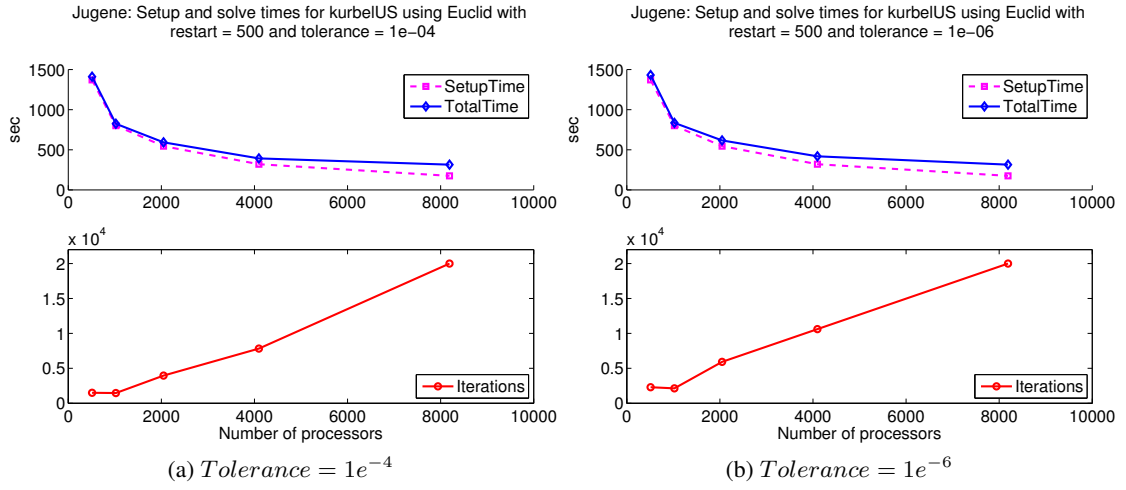 Jugene: Setup and solve times for kurbelUS using Euclid with
restart = 500 and tolerance = 1e−04
1500
1000
500
0
sec
SetupTime
TotalTime
0
2000
4000
6000
8000
10000
x 10^4
2
1.5
1
0.5
0
Iterations
0
2000
4000
6000
8000
10000
Number of processors
(a) Tolerance = 1e^{-4}
Jugene: Setup and solve times for kurbelUS using Euclid with
restart = 500 and tolerance = 1e−06
1500
1000
500
0
sec
SetupTime
TotalTime
0
2000
4000
6000
8000
10000
x 10^4
2
1.5
1
0.5
0
Iterations
0
2000
4000
6000
8000
10000
Number of processors
(b) Tolerance = 1e^{-6}